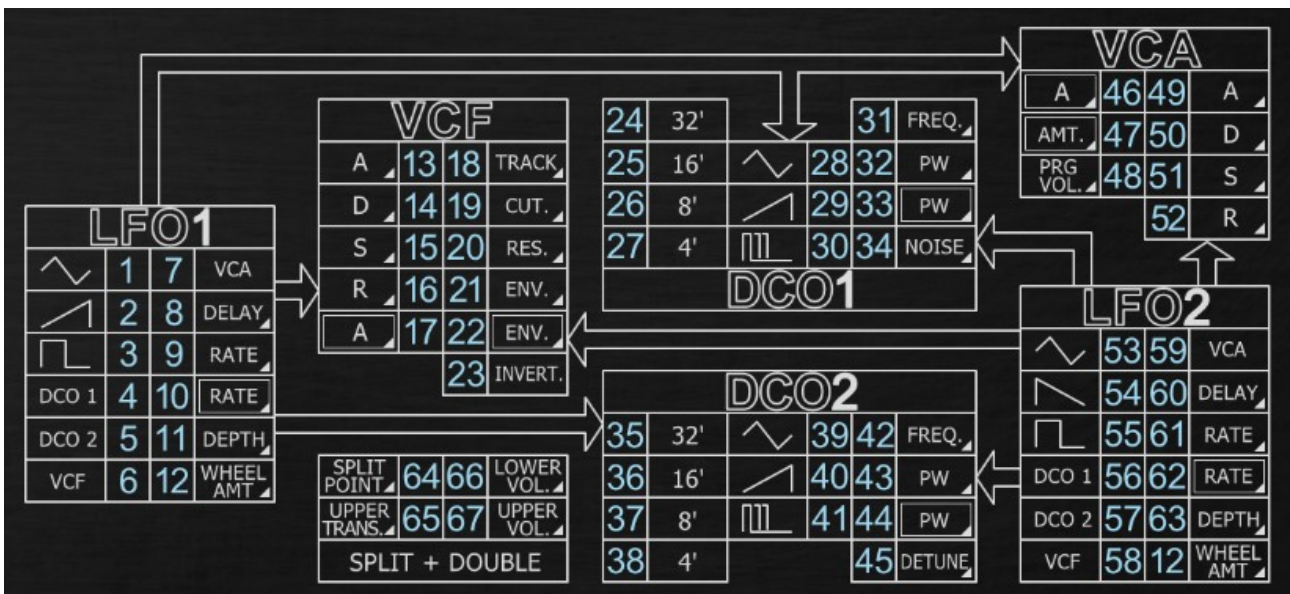 LFO1
1 7 VCA
2 8 DELAY
3 9 RATE
DCO 1 4 10 RATE
DCO 2 5 11 DEPTH
VCF 6 12 WHEEL AMT
VCF
A 13 18 TRACK
D 14 19 CUT.
S 15 20 RES.
R 16 21 ENV.
A 17 22 ENV.
23 INVERT.
SPLIT POINT 64 66 LOWER VOL.
UPPER TRANS. 65 67 UPPER VOL.
SPLIT + DOUBLE
24 32' 31 FREQ.
25 16' 28 32 PW
26 8' 29 33 PW
27 4' 30 34 NOISE
DCO1
DCO2
35 32' 39 42 FREQ.
36 16' 40 43 PW
37 8' 41 44 PW
38 4' 45 DETUNE
VCA
A 46 49 A
AMT. 47 50 D
PRG VOL. 48 51 S
52 R
LFO2
53 59 VCA
54 60 DELAY
55 61 RATE
DCO 1 56 62 RATE
DCO 2 57 63 DEPTH
VCF 58 12 WHEEL AMT